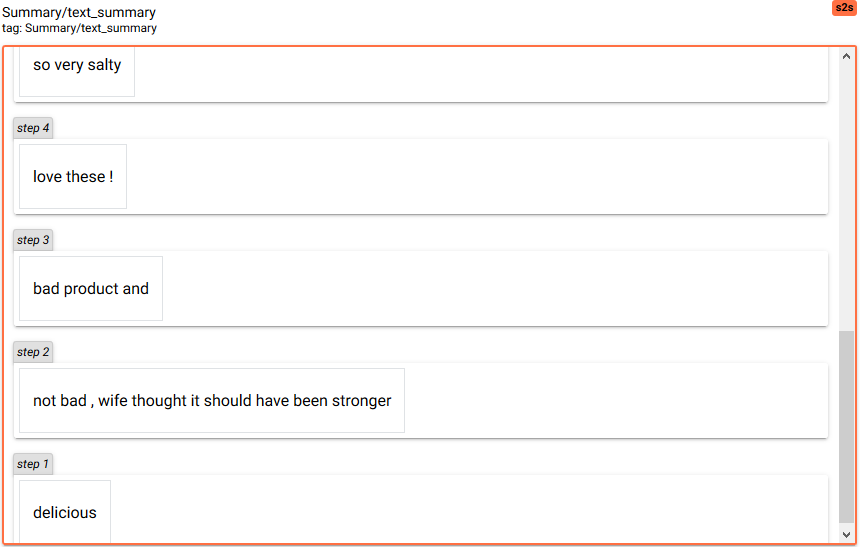 Summary/text_summary
s2s
tag: Summary/text_summary
so very salty
step 4
love these !
step 3
bad product and
step 2
not bad , wife thought it should have been stronger
step 1
delicious